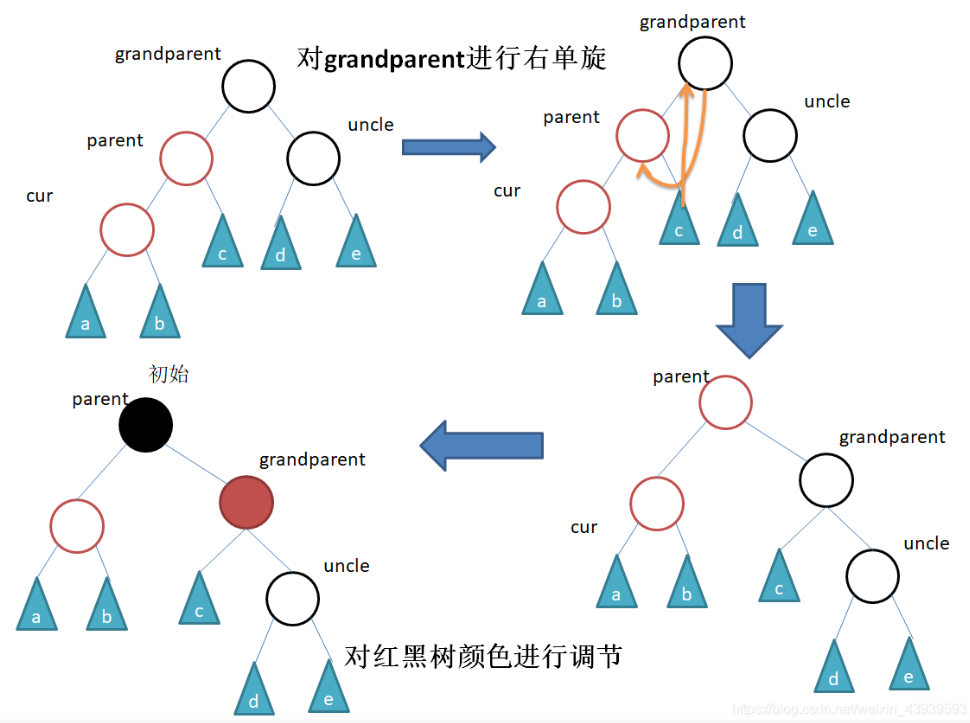 grandparent
对grandparent进行右单旋
parent
uncle
cur
c
d
e
a
b
初始
grandparent
uncle
parent
cur
c
d
e
a
b
parent
grandparent
cur
uncle
a
b
c
d
e
parent
grandparent
uncle
a
b
c
d
e
对红黑树颜色进行调节
https://blog.csdn.net/weixin_43939593